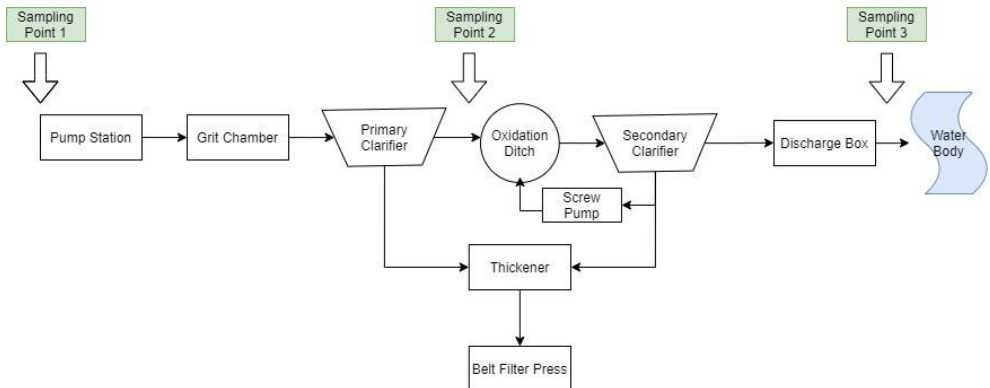 Sampling
Point 1
Sampling
Point 2
Sampling
Point 3
Pump Station
Grit Chamber
Primary
Clarifier
Oxidation
Ditch
Secondary
Clarifier
Discharge Box
Water
Body
Screw
Pump
Thickener
Belt Filter Press